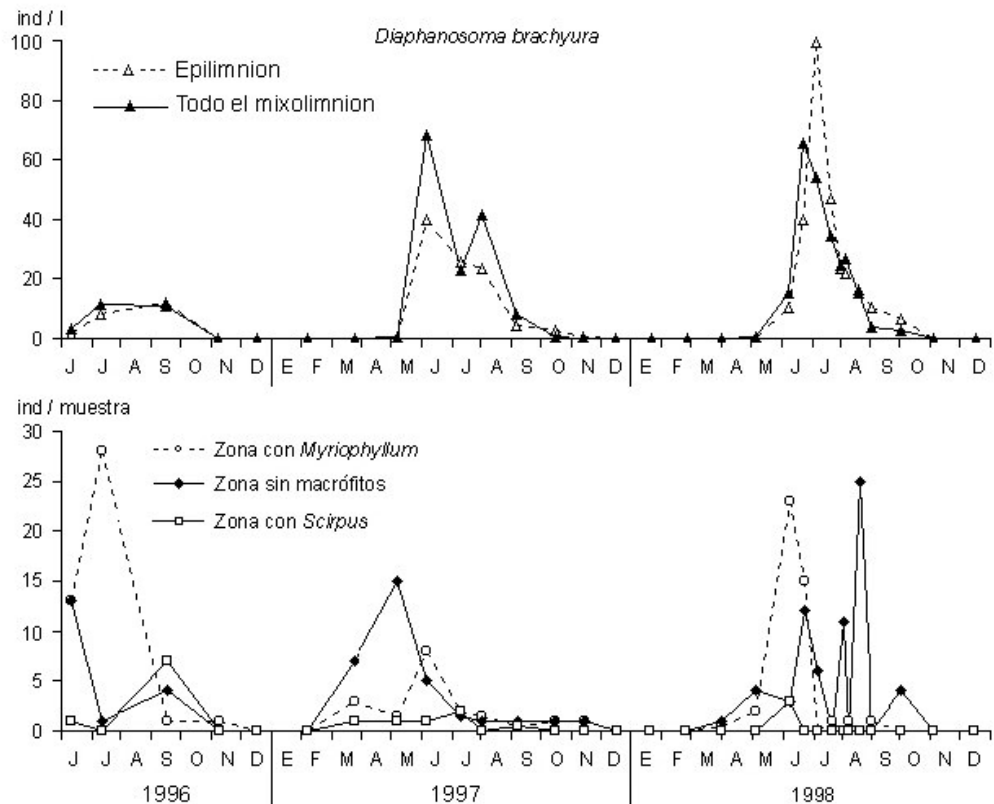 ind / l
Diaphanosoma brachyura
100
80
60
40
20
0
Epilimnion
Todo el mixolimnion
J J A S O N D E F M A M J J A S O N D E F M A M J J A S O N D
ind / muestra
30
25
20
15
10
5
0
Zona con Myriophyllum
Zona sin macrófitos
Zona con Scirpus
J J A S O N D E F M A M J J A S O N D E F M A M J J A S O N D
1996 1997 1998